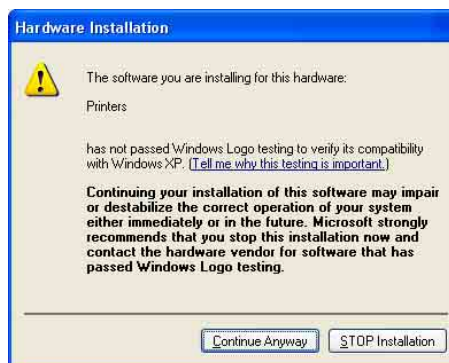 Hardware Installation
The software you are installing for this hardware:
Printers
has not passed Windows Logo testing to verify its compatibility
with Windows XP. (Tell me why this testing is important.)
Continuing your installation of this software may impair
or destabilize the correct operation of your system
either immediately or in the future. Microsoft strongly
recommends that you stop this installation now and
contact the hardware vendor for software that has
passed Windows Logo testing.
Continue Anyway
STOP Installation